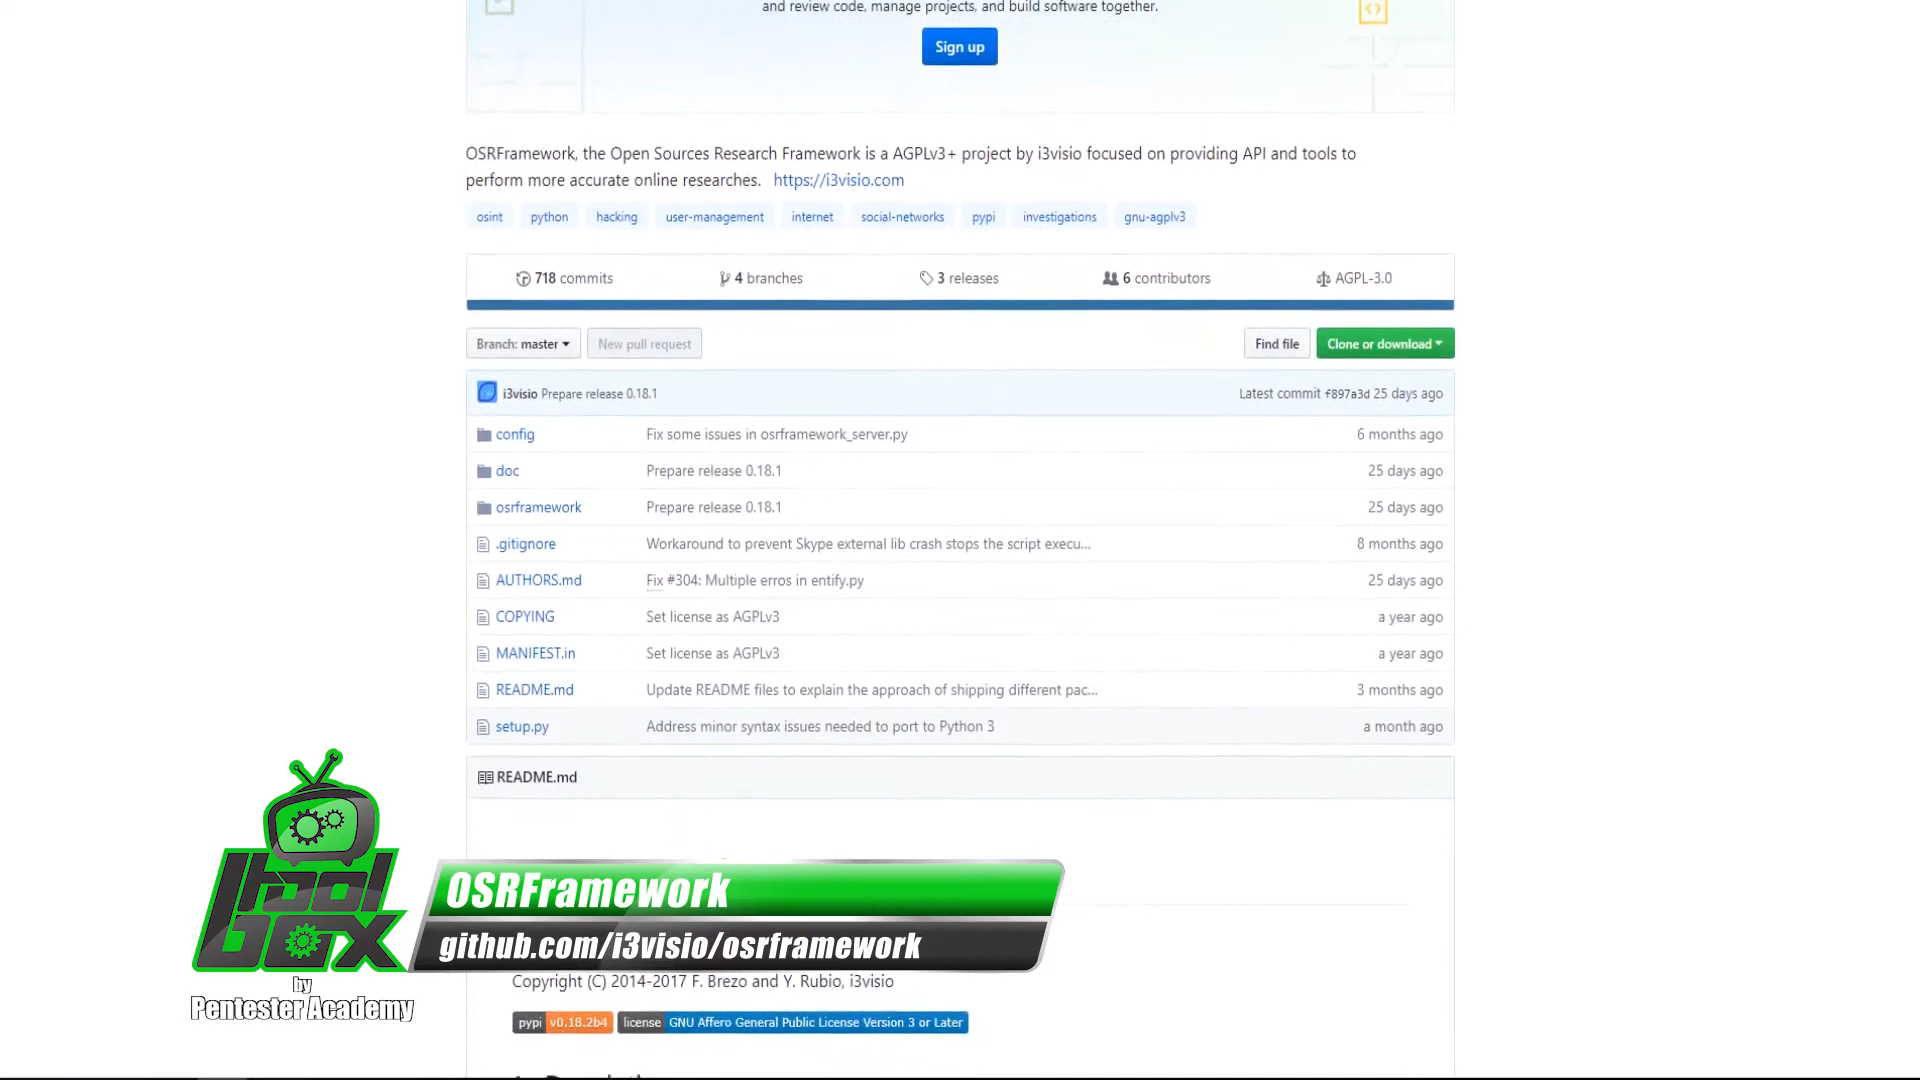 and review code, manage projects, and build software together.
Sign up
OSRFramework, the Open Sources Research Framework is a AGPLv3+ project by i3visio focused on providing API and tools to
perform more accurate online researches. https://i3visio.com
osint python hacking user-management internet social-networks pypi investigations gnu-agplv3
718 commits 4 branches 3 releases 6 contributors AGPL-3.0
Branch: master New pull request Find file Clone or download
i3visio Prepare release 0.18.1 Latest commit f897a3d 25 days ago
config Fix some issues in osrframework_server.py 6 months ago
doc Prepare release 0.18.1 25 days ago
osrframework Prepare release 0.18.1 25 days ago
.gitignore Workaround to prevent Skype external lib crash stops the script execu... 8 months ago
AUTHORS.md Fix #304: Multiple erros in entify.py 25 days ago
COPYING Set license as AGPLv3 a year ago
MANIFEST.in Set license as AGPLv3 a year ago
README.md Update README files to explain the approach of shipping different pac... 3 months ago
setup.py Address minor syntax issues needed to port to Python 3 a month ago
README.md
Tool
Box
by
Pentester Academy
OSRFramework
github.com/i3visio/osrframework
Copyright (C) 2014-2017 F. Brezo and Y. Rubio, i3visio
pypi v0.18.2b4 license GNU Affero General Public License Version 3 or Later